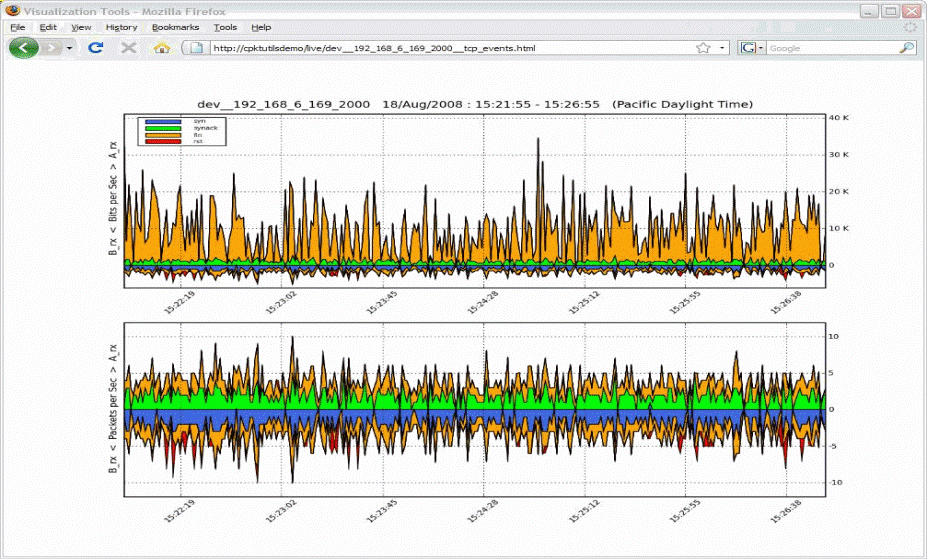 Visualization Tools - Mozilla Firefox
File Edit View History Bookmarks Tools Help
http://cpktutilsdemo/live/dev__192_168_6_169_2000__tcp_events.html
Google
dev__192_168_6_169_2000 18/Aug/2008 : 15:21:55 - 15:26:55 (Pacific Daylight Time)
syn
synack
fin
rst
B_rx < Bits per Sec > A_rx
40 K
30 K
20 K
10 K
0
15:22:19 15:23:02 15:23:45 15:24:28 15:25:12 15:25:55 15:26:38
B_rx < Packets per Sec > A_rx
10
5
0
-5
-10
15:22:19 15:23:02 15:23:45 15:24:28 15:25:12 15:25:55 15:26:38